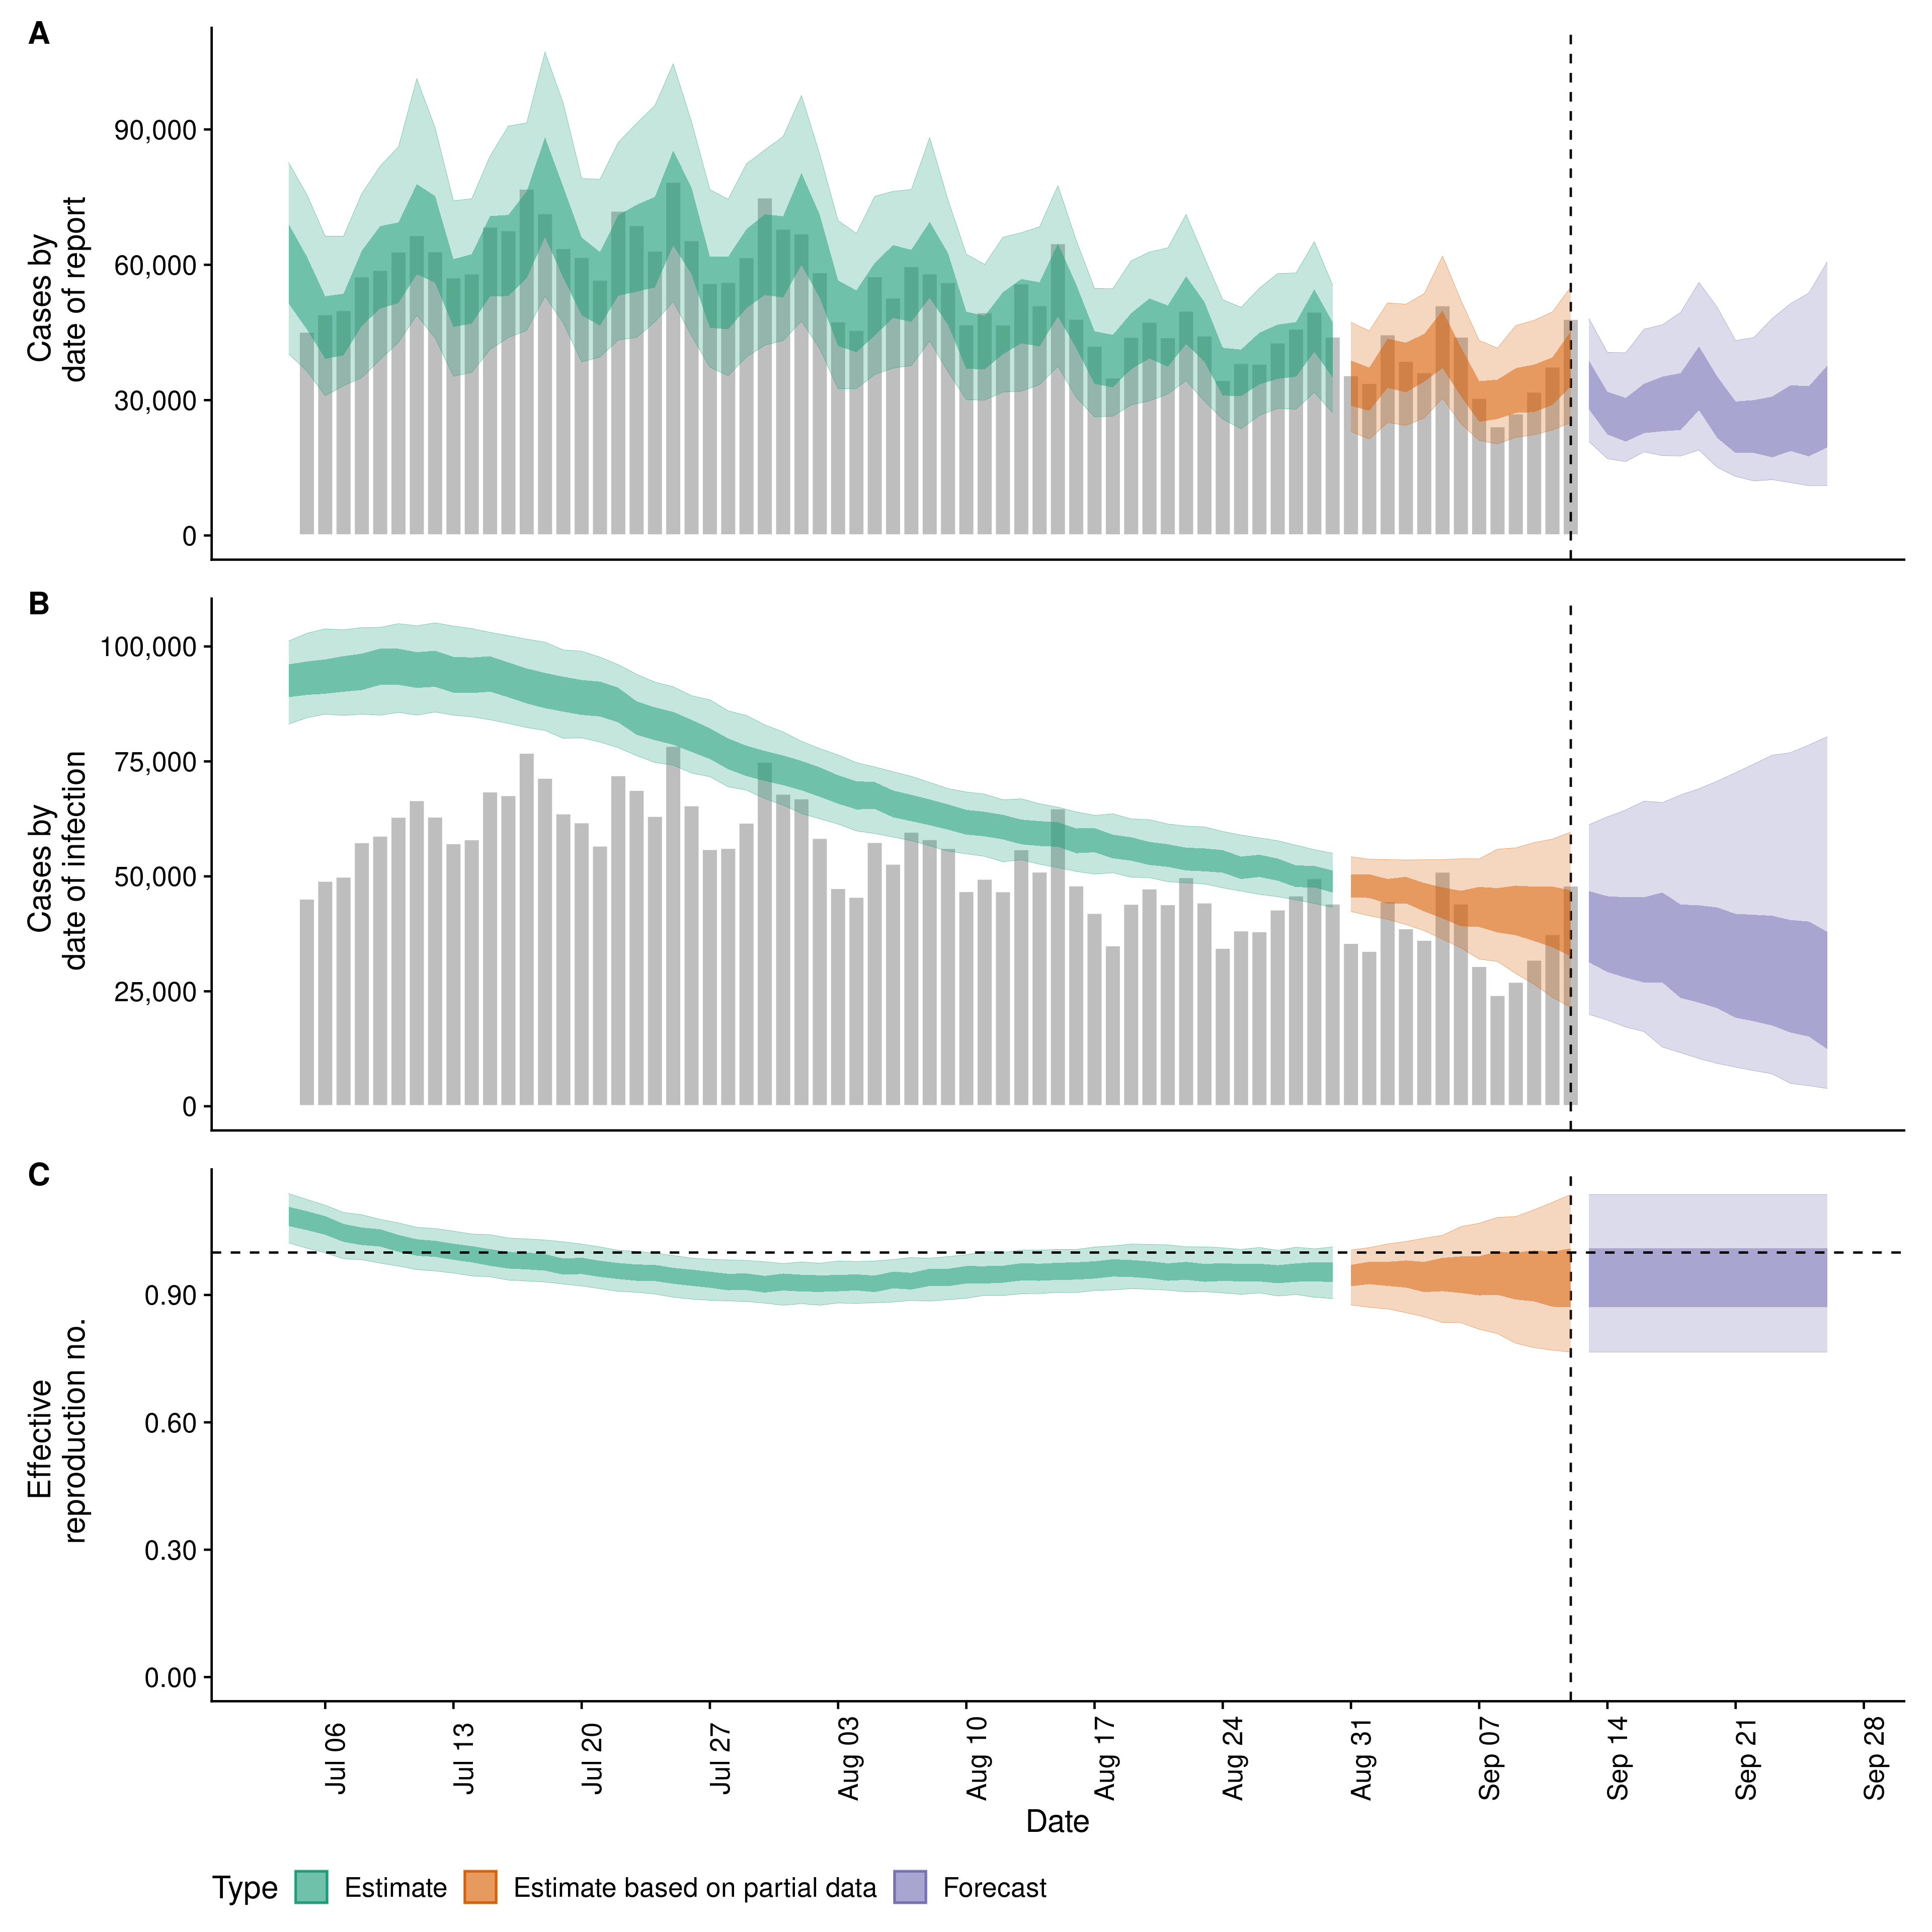 A
Cases by
date of report
90,000
60,000
30,000
0
B
Cases by
date of infection
100,000
75,000
50,000
25,000
0
C
Effective
reproduction no.
0.90
0.60
0.30
0.00
Jul 06
Jul 13
Jul 20
Jul 27
Aug 03
Aug 10
Aug 17
Aug 24
Aug 31
Sep 07
Sep 14
Sep 21
Sep 28
Date
Type Estimate Estimate based on partial data Forecast